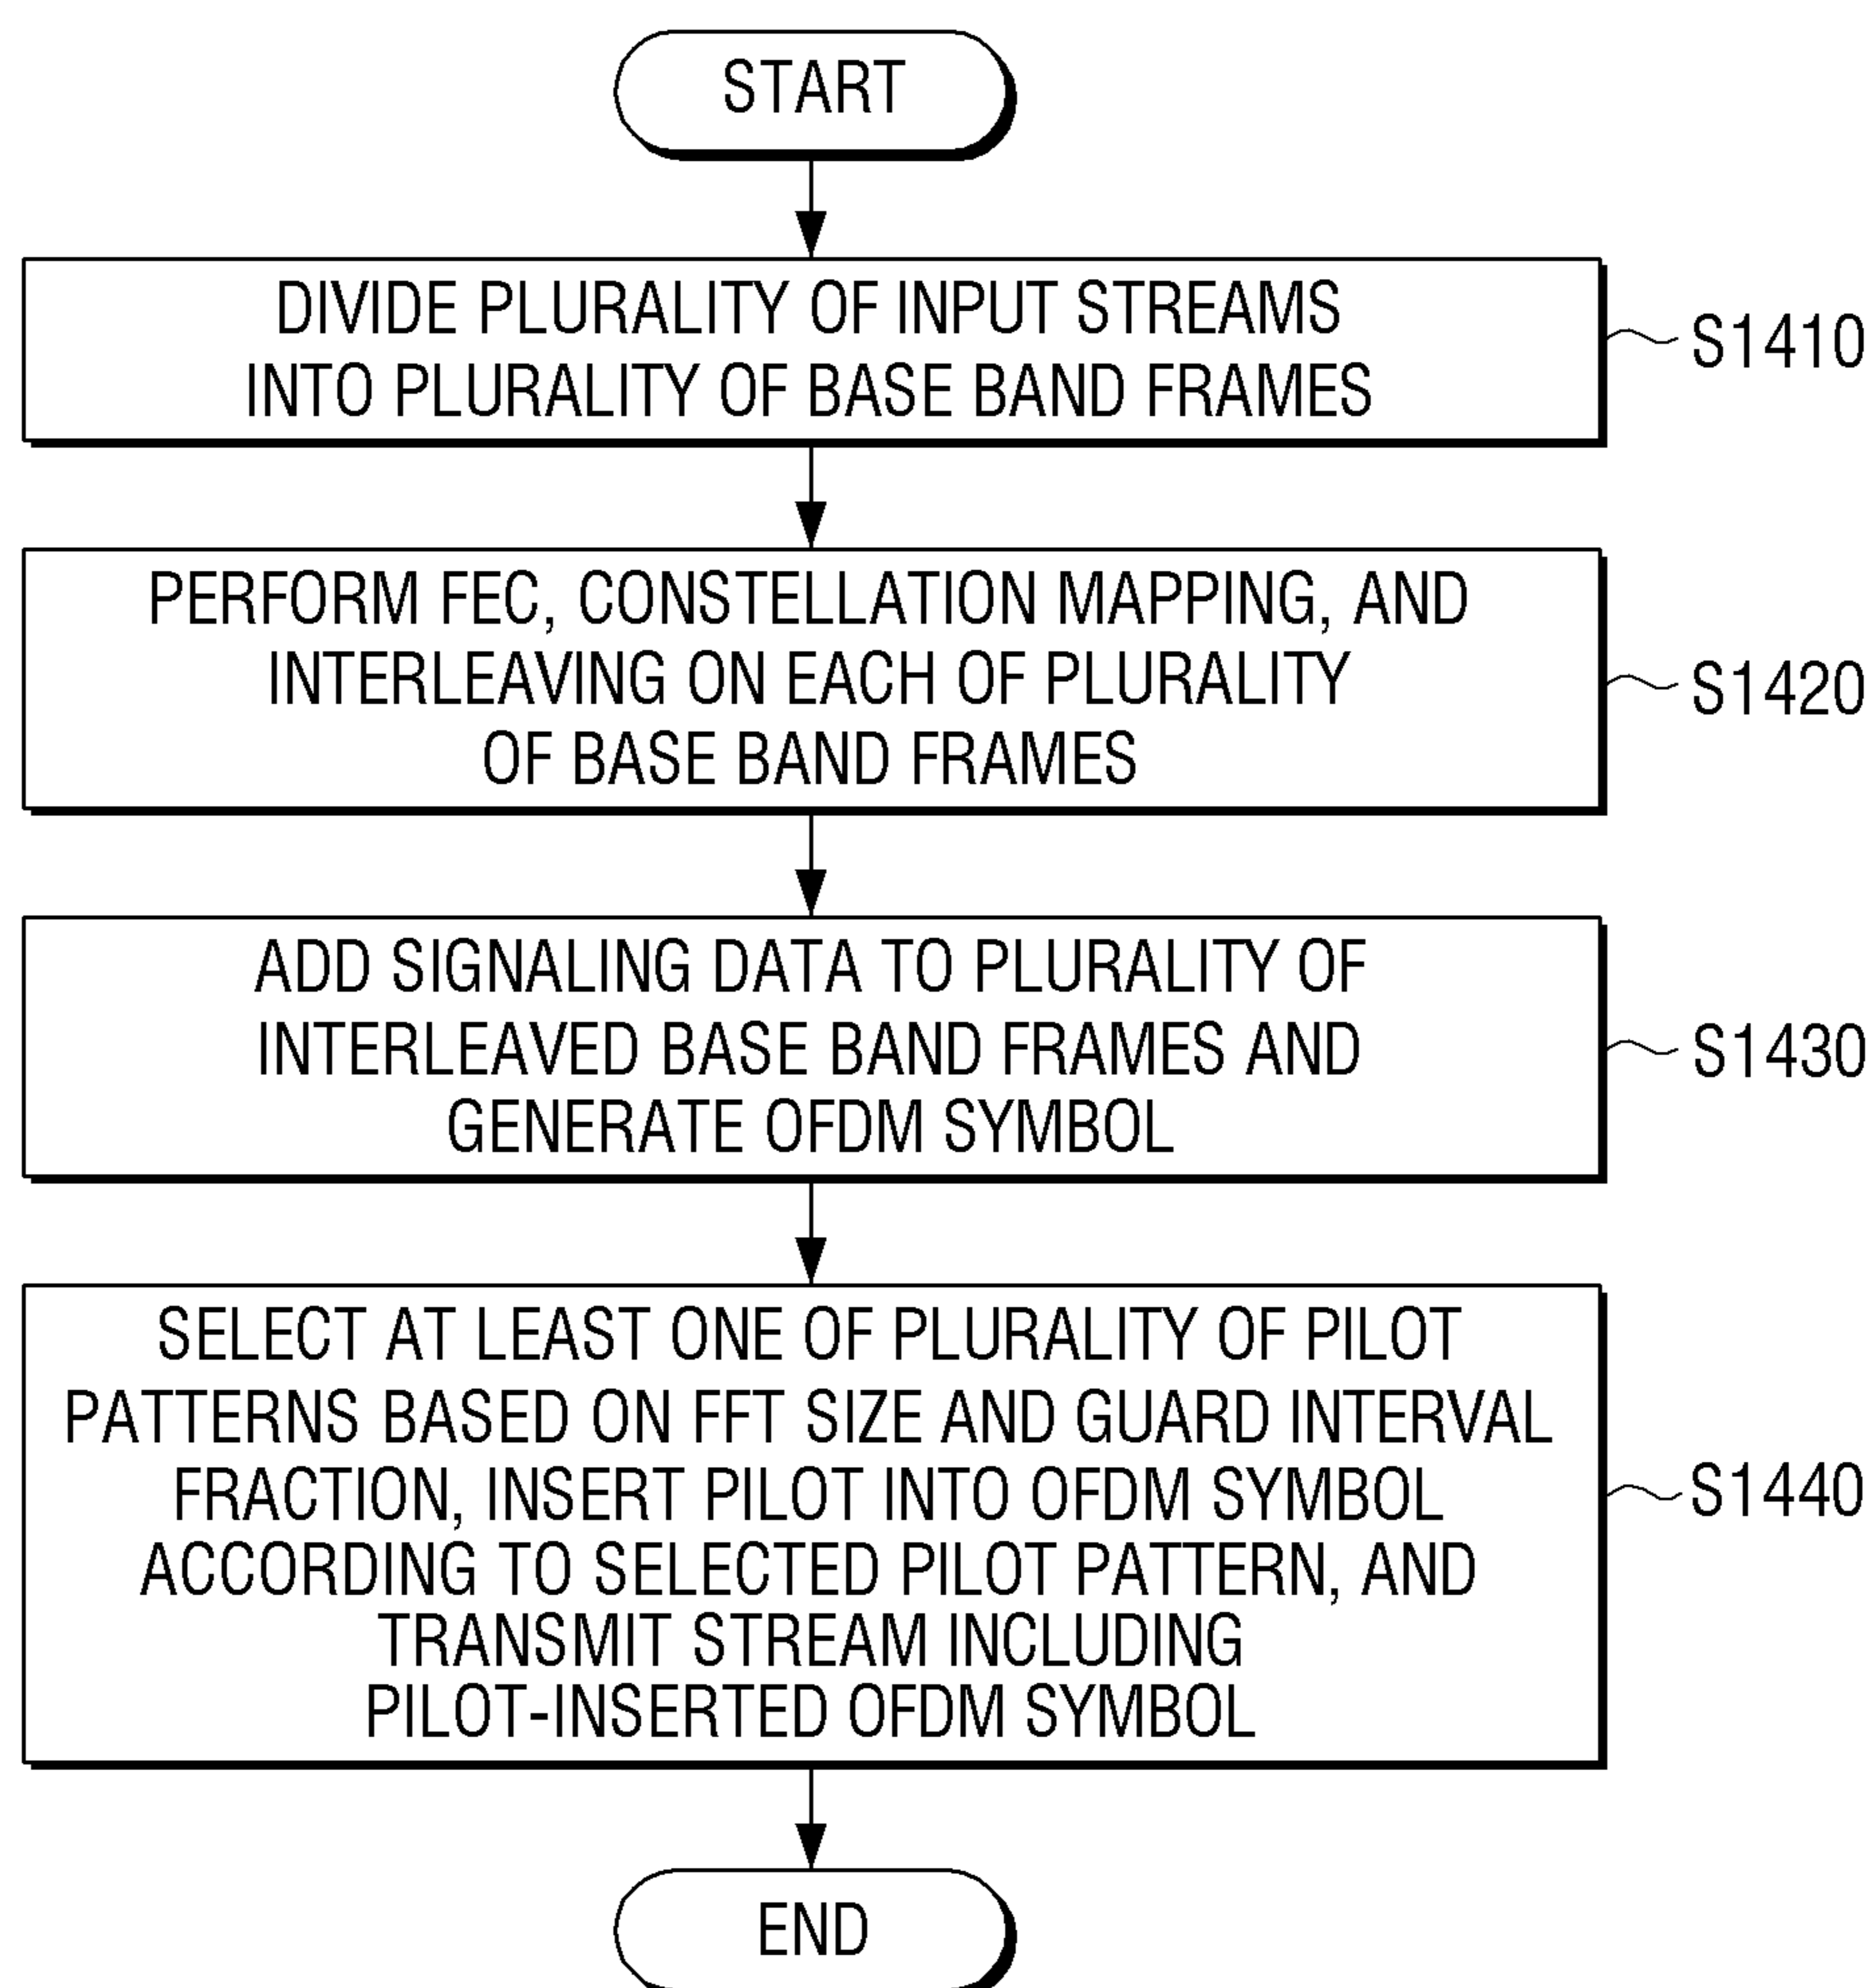 START
DIVIDE PLURALITY OF INPUT STREAMS
INTO PLURALITY OF BASE BAND FRAMES
S1410
PERFORM FEC, CONSTELLATION MAPPING, AND
INTERLEAVING ON EACH OF PLURALITY
OF BASE BAND FRAMES
S1420
ADD SIGNALING DATA TO PLURALITY OF
INTERLEAVED BASE BAND FRAMES AND
GENERATE OFDM SYMBOL
S1430
SELECT AT LEAST ONE OF PLURALITY OF PILOT
PATTERNS BASED ON FFT SIZE AND GUARD INTERVAL
FRACTION, INSERT PILOT INTO OFDM SYMBOL
ACCORDING TO SELECTED PILOT PATTERN, AND
TRANSMIT STREAM INCLUDING
PILOT-INSERTED OFDM SYMBOL
S1440
END